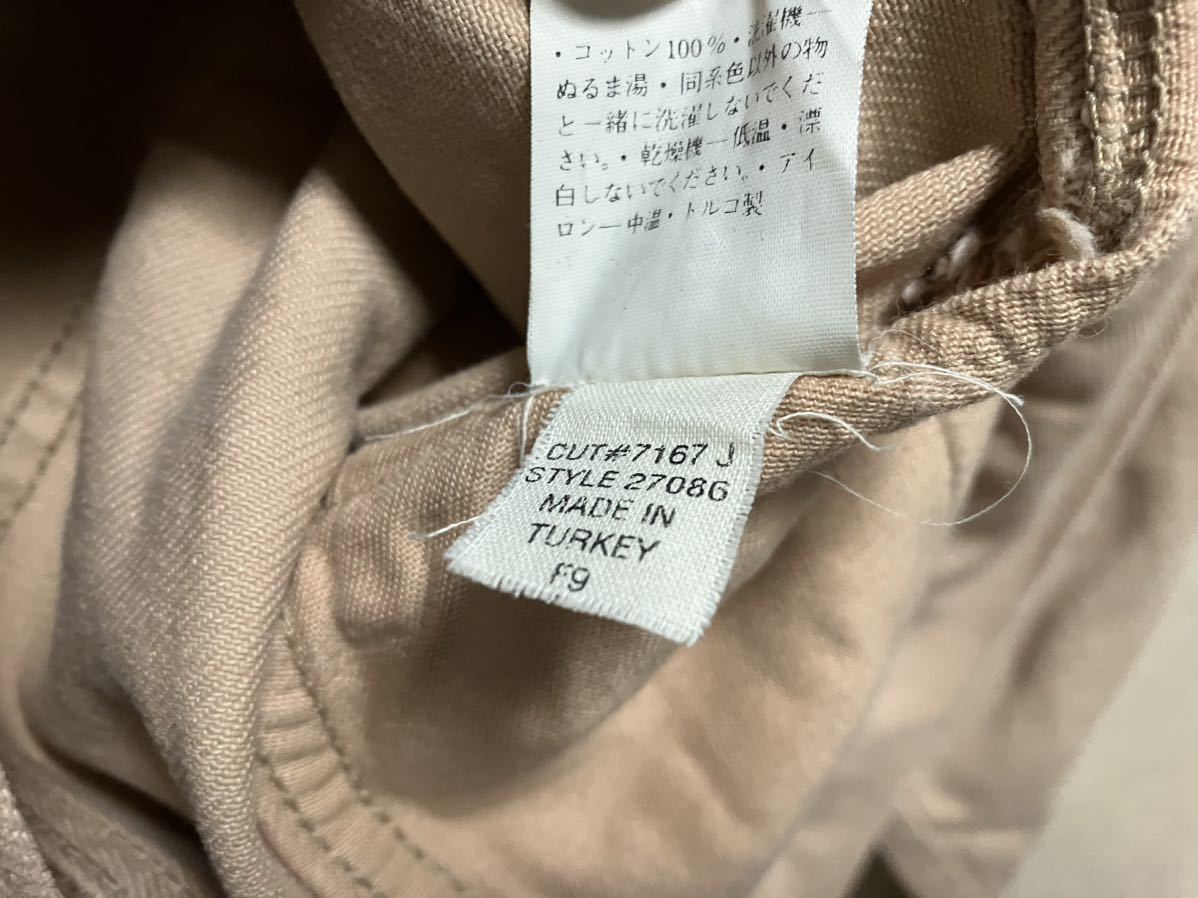 ・コットン100%・洗濯機一
ぬるま湯・同系色以外の物
と一緒に洗濯しないでくだ
さい。・乾燥機一低温・漂
白しないでください。・アイ
ロン一中温・トルコ製
CUT#7167 J
STYLE 27086
MADE IN
TURKEY
F9